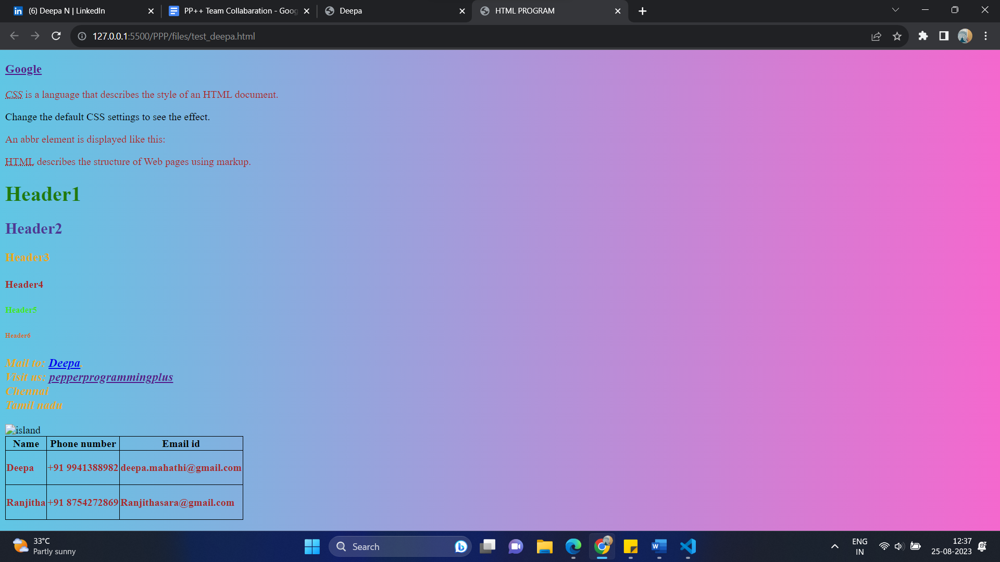 (6) Deepa N | LinkedIn
PP++ Team Collabaration - Goog
Deepa
HTML PROGRAM
127.0.0.1:5500/PPP/files/test_deepa.html
Google
CSS is a language that describes the style of an HTML document.
Change the default CSS settings to see the effect.
An abbr element is displayed like this:
HTML describes the structure of Web pages using markup.
Header1
Header2
Header3
Header4
Header5
Header6
Mail to: Deepa.
Visit us: pepperprogrammingplus
Chennai
Tamil nadu
island
Name Phone number Email id
Deepa +91 9941388982 deepa.mahathi@gmail.com
Ranjitha +91 8754272869 Ranjithasara@gmail.com
33°C
Partly sunny
Search
ENG
IN
12:37
25-08-2023